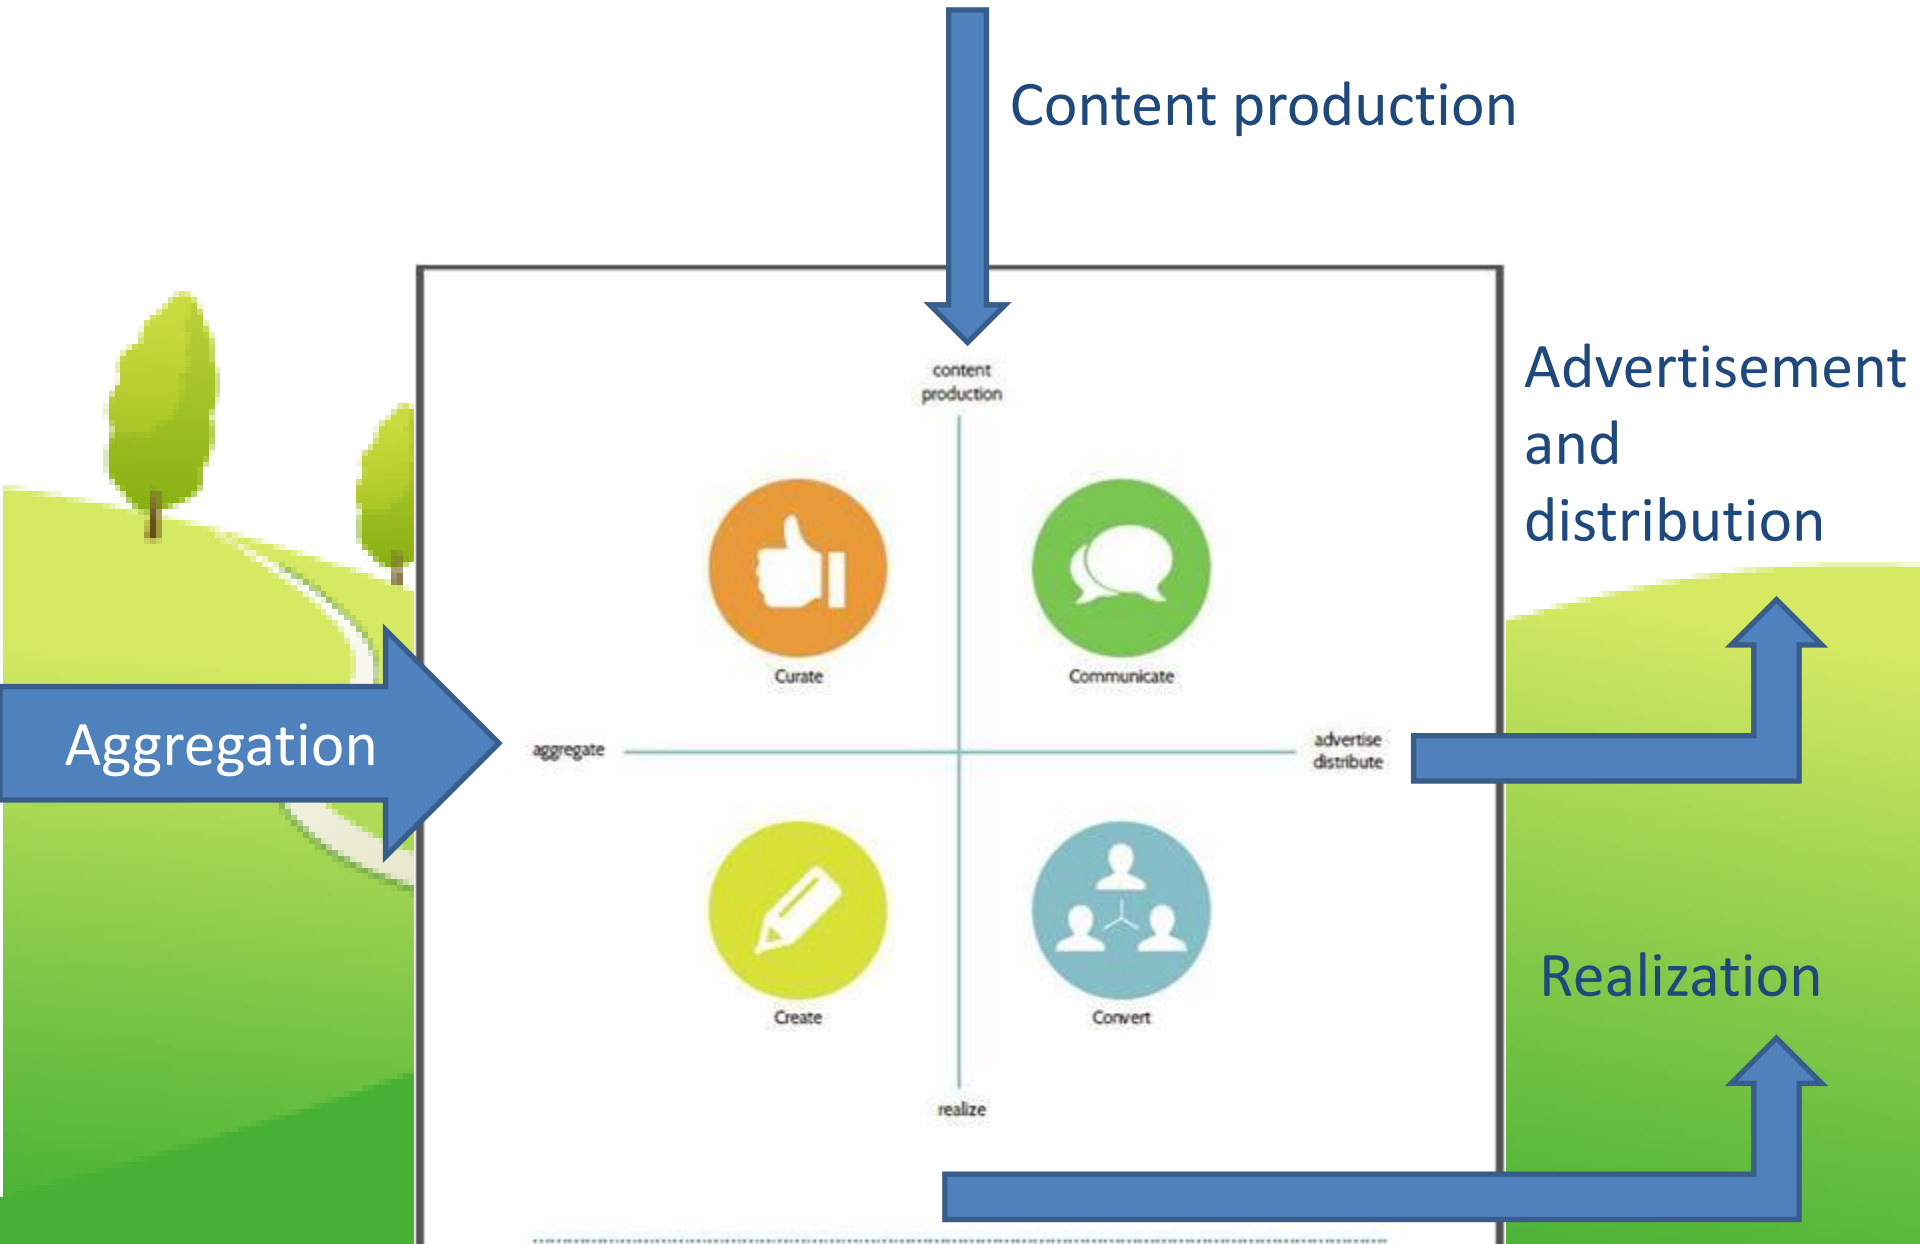 Content production
Advertisement
and
distribution
content
production
Curate
Communicate
Aggregation
aggregate
advertise
distribute
Create
Convert
Realization
realize